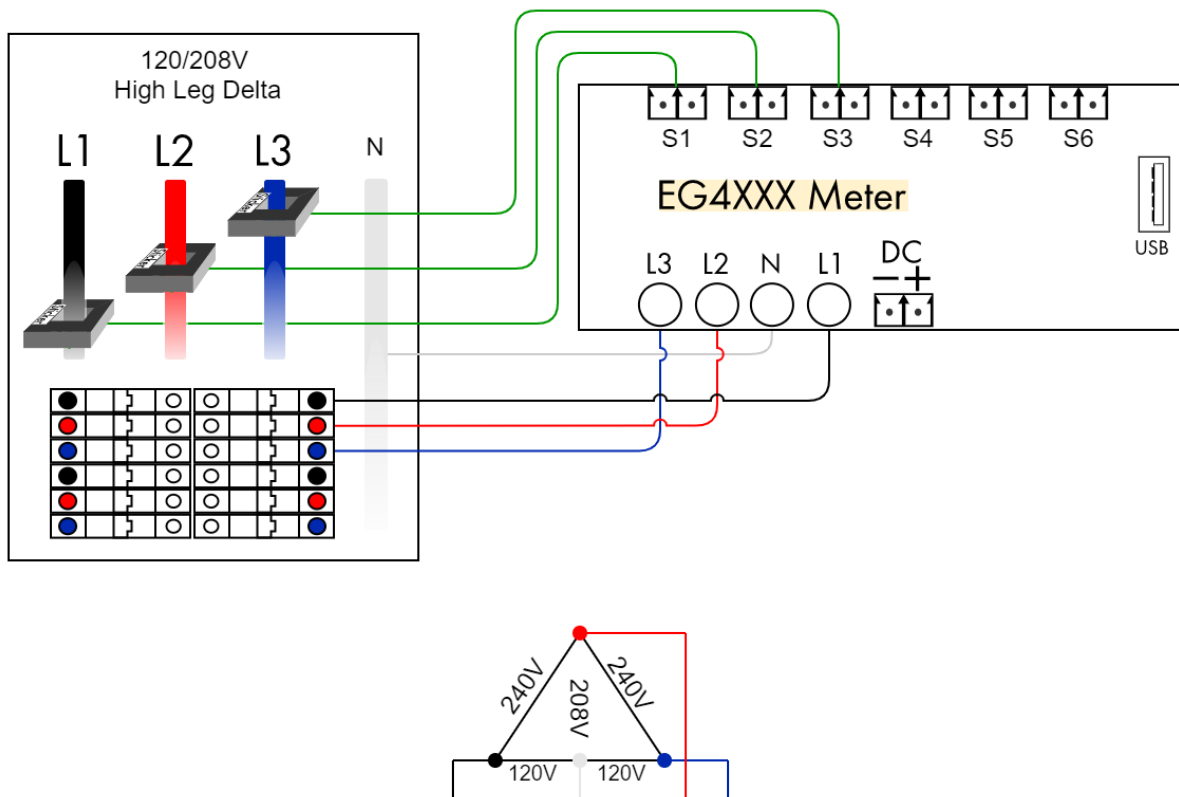 120/208V
High Leg Delta
L1 L2 L3 N
S1 S2 S3 S4 S5 S6
EG4XXX Meter
USB
L3 L2 N L1 DC
− +
240V 208V 240V
120V 120V